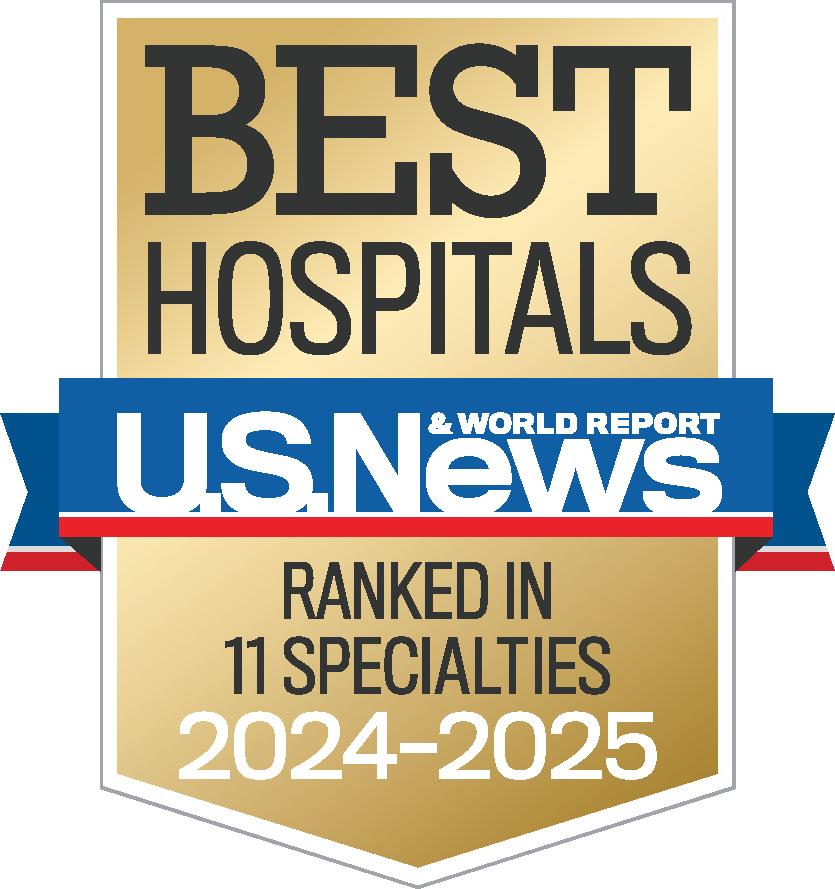 BEST
HOSPITALS
& WORLD REPORT
U.S.News
RANKED IN
11 SPECIALTIES
2024–2025